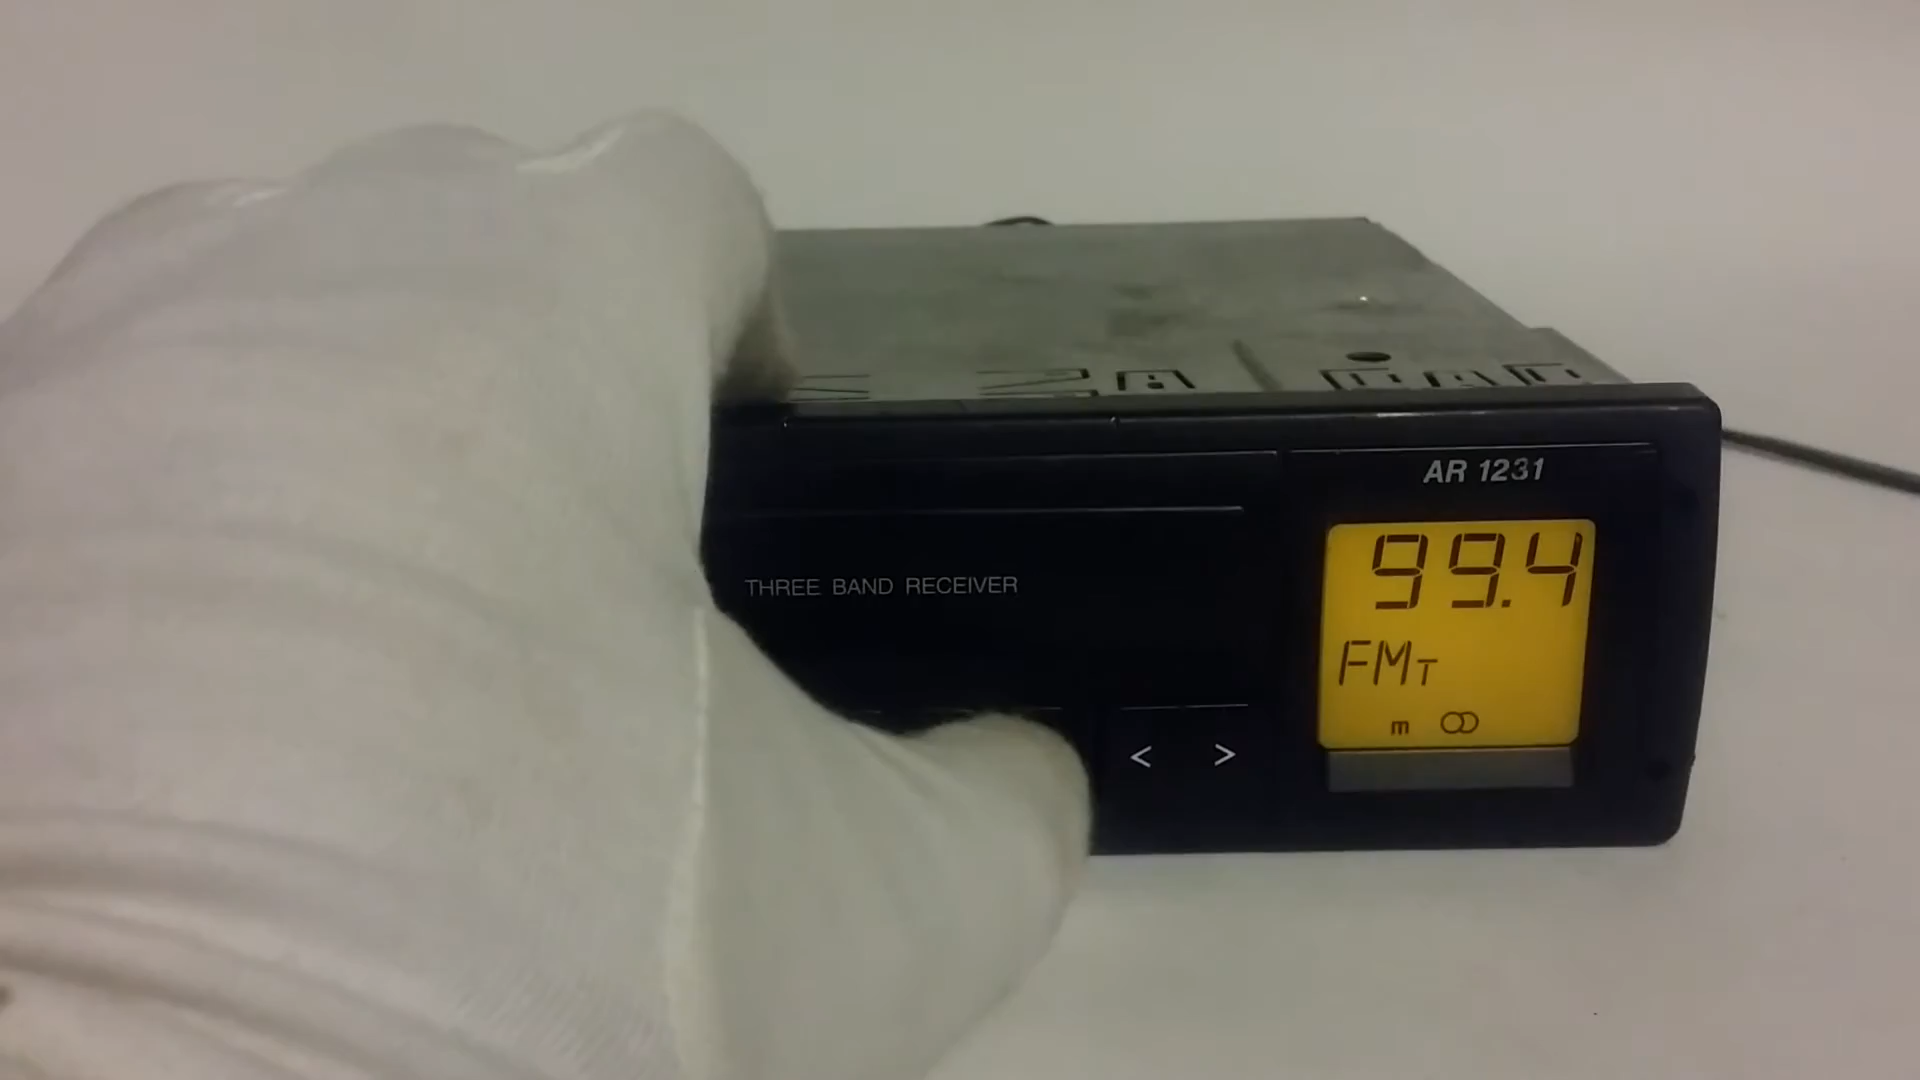 AR 1231
99.4
THREE BAND RECEIVER
FMT
m
< >